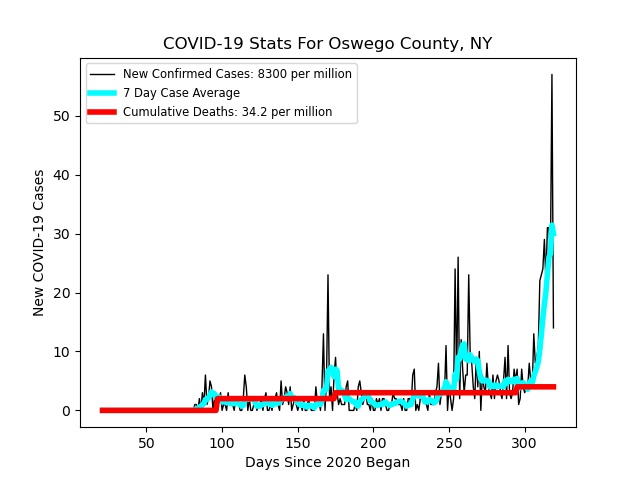 COVID-19 Stats For Oswego County, NY
New Confirmed Cases: 8300 per million
7 Day Case Average
Cumulative Deaths: 34.2 per million
New COVID-19 Cases
50
40
30
20
10
0
50 100 150 200 250 300
Days Since 2020 Began